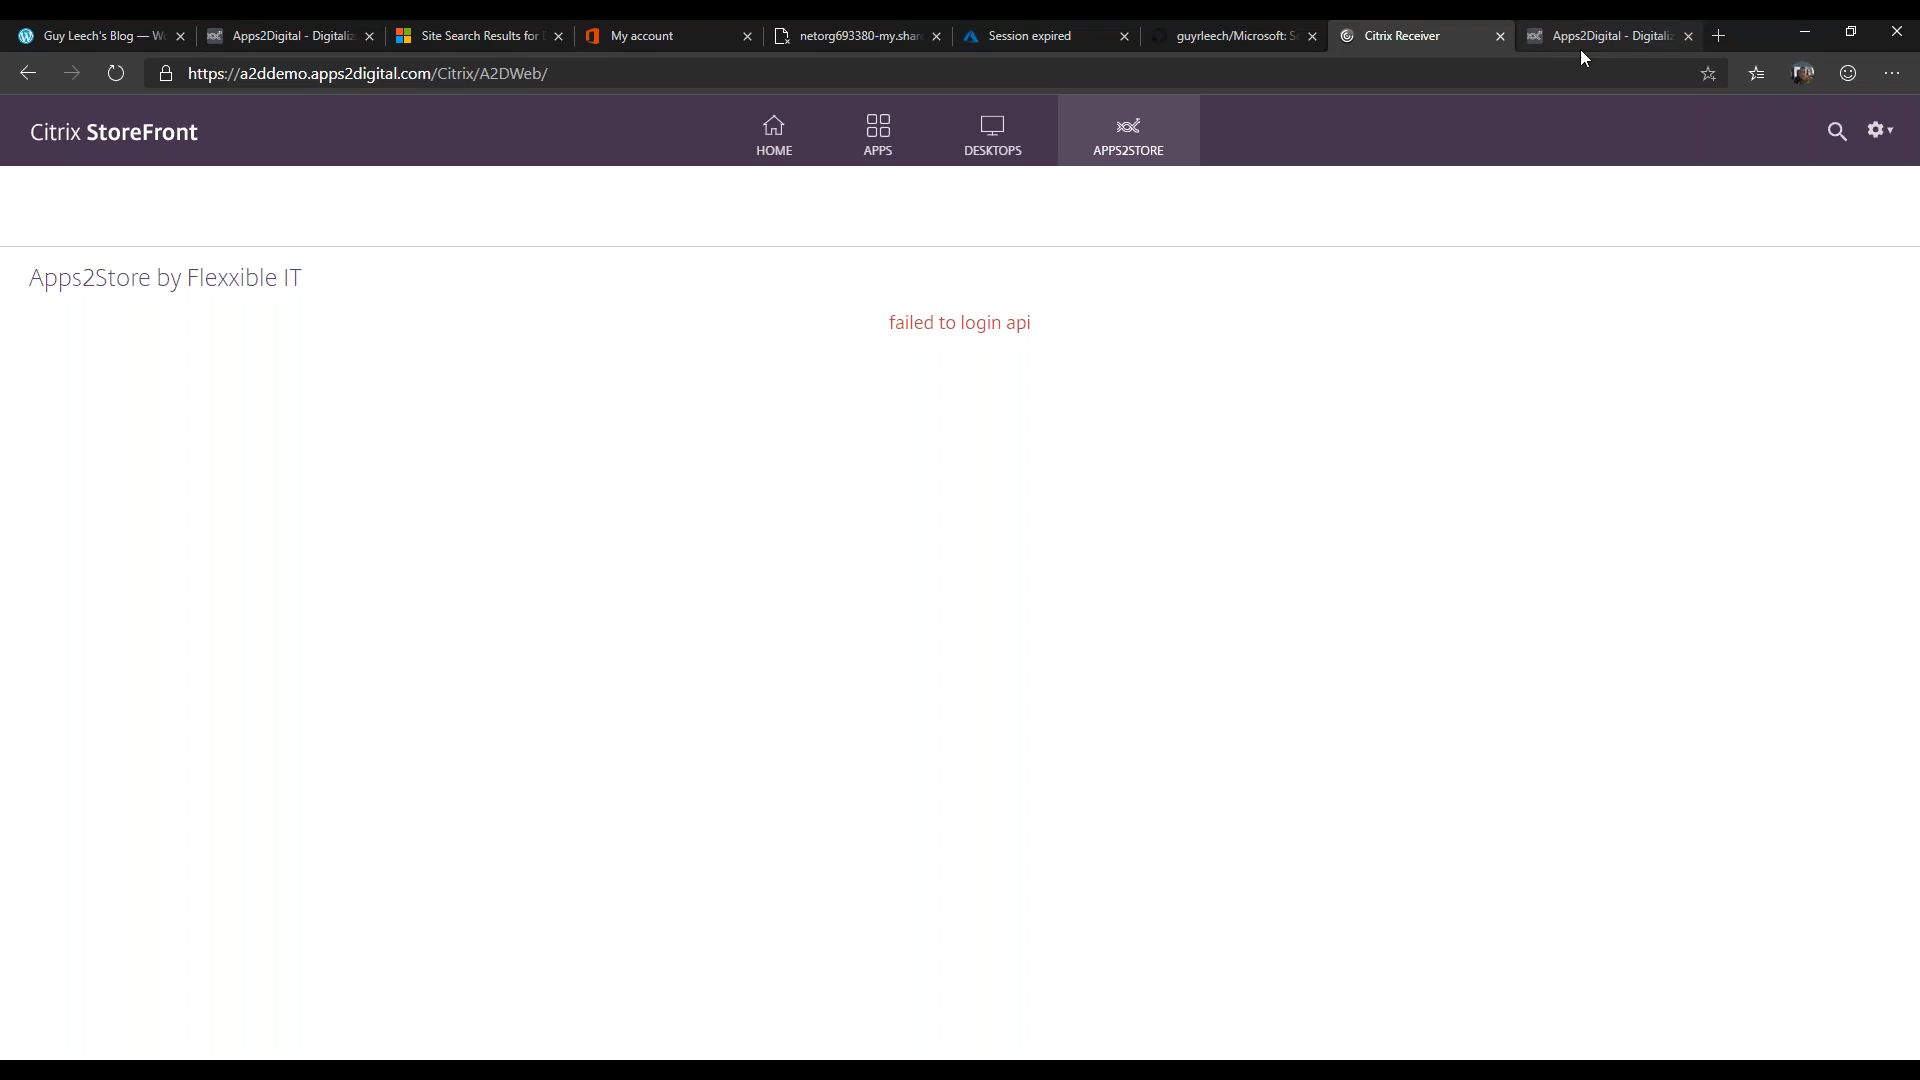 Guy Leech's Blog — W
Apps2Digital - Digitaliz
Site Search Results for
My account
netorg693380-my.shar
Session expired
guyrleech/Microsoft: S
Citrix Receiver
Apps2Digital - Digitaliz
https://a2ddemo.apps2digital.com/Citrix/A2DWeb/
Citrix StoreFront
HOME
APPS
DESKTOPS
APPS2STORE
Apps2Store by Flexxible IT
failed to login api